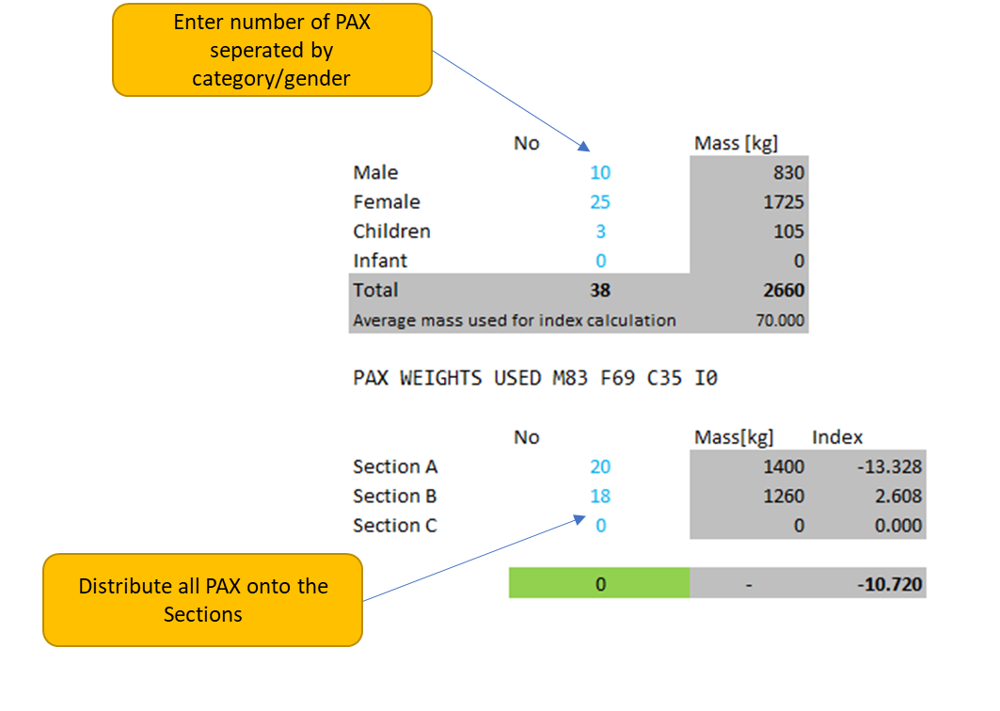 Enter number of PAX
seperated by
category/gender
No Mass [kg]
Male 10 830
Female 25 1725
Children 3 105
Infant 0 0
Total 38 2660
Average mass used for index calculation 70.000
PAX WEIGHTS USED M83 F69 C35 I0
No Mass[kg] Index
Section A 20 1400 -13.328
Section B 18 1260 2.608
Section C 0 0 0.000
0 - -10.720
Distribute all PAX onto the
Sections